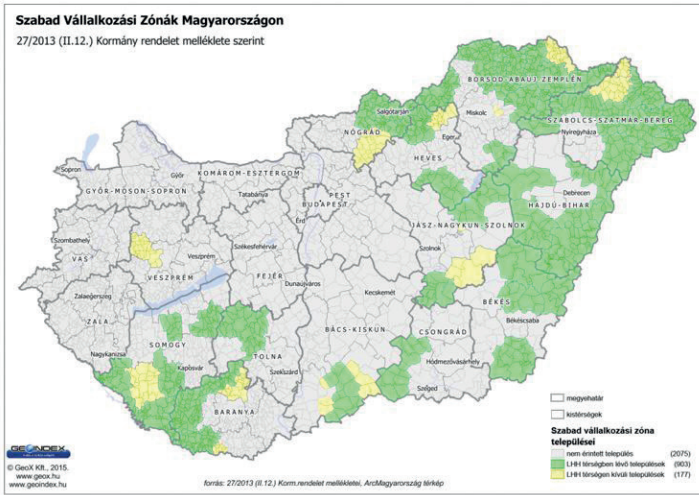 Szabad Vállalkozási Zónák Magyarországon
27/2013 (II.12.) Kormány rendelet melléklete szerint
BORSOD-ABAÚJ-ZEMPLÉN
Salgótarján
Miskolc
SZABOLCS-SZATMÁR-BEREG
NÓGRÁD
Eger
Nyíregyháza
HEVES
Sopron
Győr
KOMÁROM-ESZTERGOM
GYŐR-MOSON-SOPRON
Tatabánya
PEST
BUDAPEST
Debrecen
HAJDÚ-BIHAR
Érd
JÁSZ-NAGYKUN SZOLNOK
Szombathely
VAS
Veszprém
Székesfehérvár
Szolnok
VESZPRÉM
FEJÉR
Dunaújváros
Zalaegerszeg
Kecskemét
BÉKÉS
ZALA
BÁCS-KISKUN
CSONGRÁD
Békéscsaba
SOMOGY
Nagykanizsa
TOLNA
Hódmezővásárhely
Kaposvár
Szekszárd
Szeged
BARANYA
megyehatár
kistérségek
Szabad vállalkozási zóna
települései
nem érintett település (2075)
LHH térségben lévő települések (903)
LHH térségen kívüli települések (177)
GEOINDEX
© GeoX Kft., 2015.
www.geox.hu
www.geoindex.hu
forrás: 27/2013 (II.12.) Korm.rendelet mellékletei, ArcMagyarország térkép